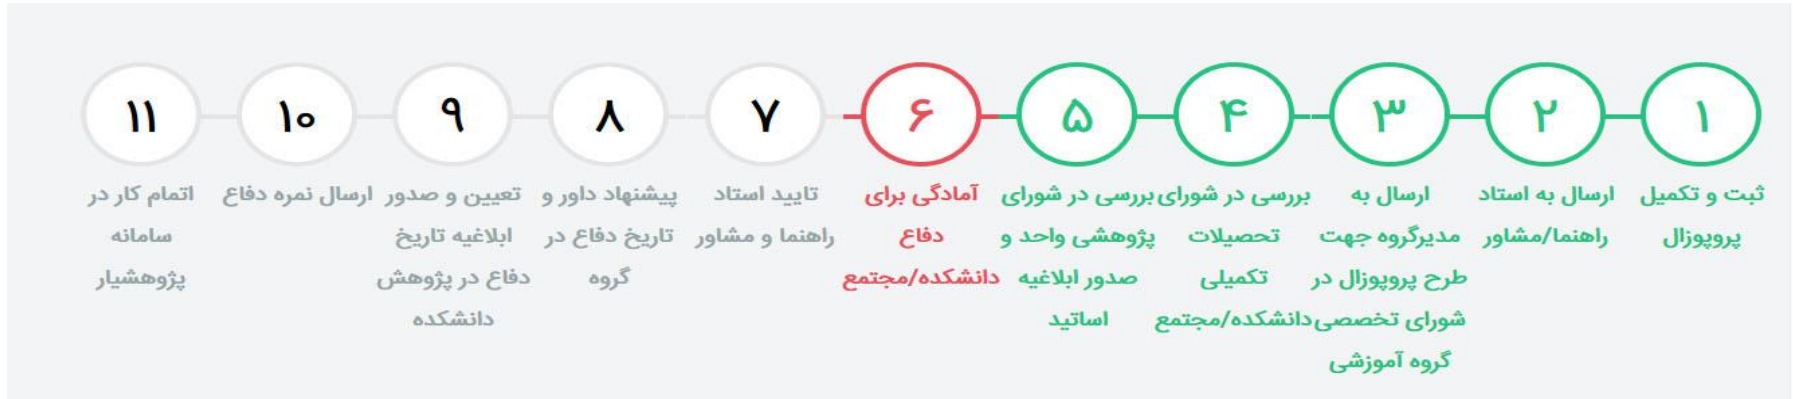 ۱
ثبت و تکمیل
پروپوزال
۲
ارسال به استاد
راهنما/مشاور
۳
ارسال به
مدیرگروه جهت
طرح پروپوزال در
شورای تخصصی
گروه آموزشی
۴
بررسی در شورای
تحصیلات
تکمیلی
دانشکده/مجتمع
۵
بررسی در شورای
پژوهشی واحد و
صدور ابلاغیه
اساتید
۶
آمادگی برای
دفاع
دانشکده/مجتمع
۷
تایید استاد
راهنما و مشاور
۸
پیشنهاد داور و
تاریخ دفاع در
گروه
۹
تعیین و صدور
ابلاغیه تاریخ
دفاع در پژوهش
دانشکده
۱۰
ارسال نمره دفاع
۱۱
اتمام کار در
سامانه
پژوهشیار